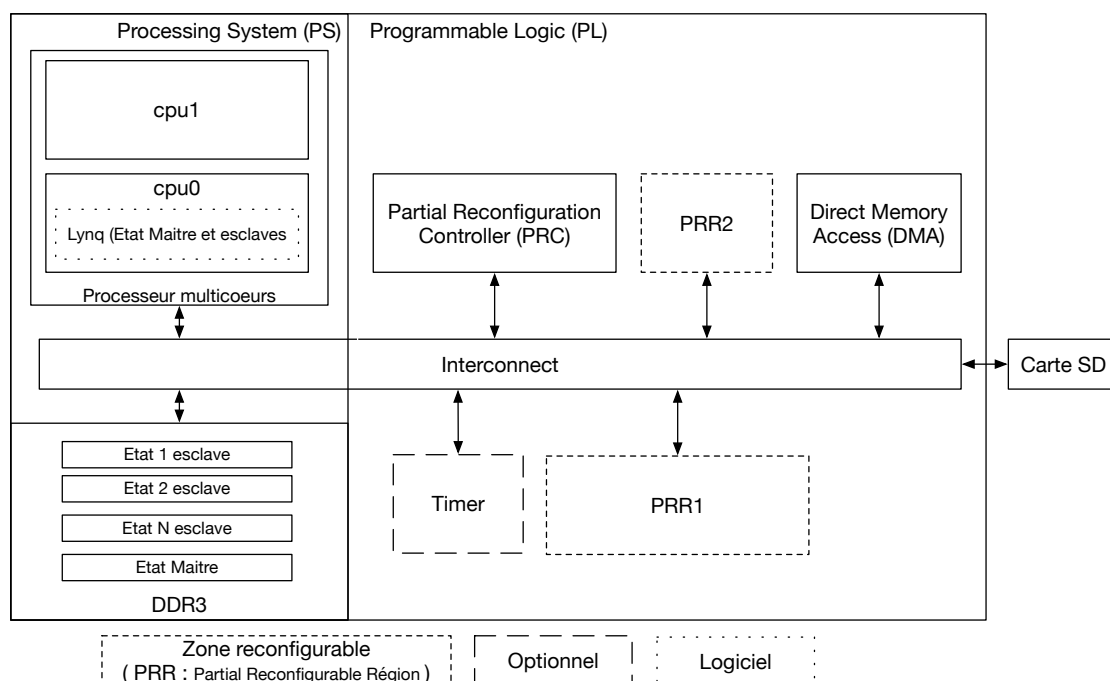 Processing System (PS)
Programmable Logic (PL)
cpu1
cpu0
Lynq (Etat Maitre et esclaves
Processeur multicoeurs
Partial Reconfiguration
Controller (PRC)
PRR2
Direct Memory
Access (DMA)
Interconnect
Carte SD
Etat 1 esclave
Etat 2 esclave
Etat N esclave
Etat Maitre
DDR3
Timer
PRR1
Zone reconfigurable
( PRR : Partial Reconfigurable Région )
Optionnel
Logiciel